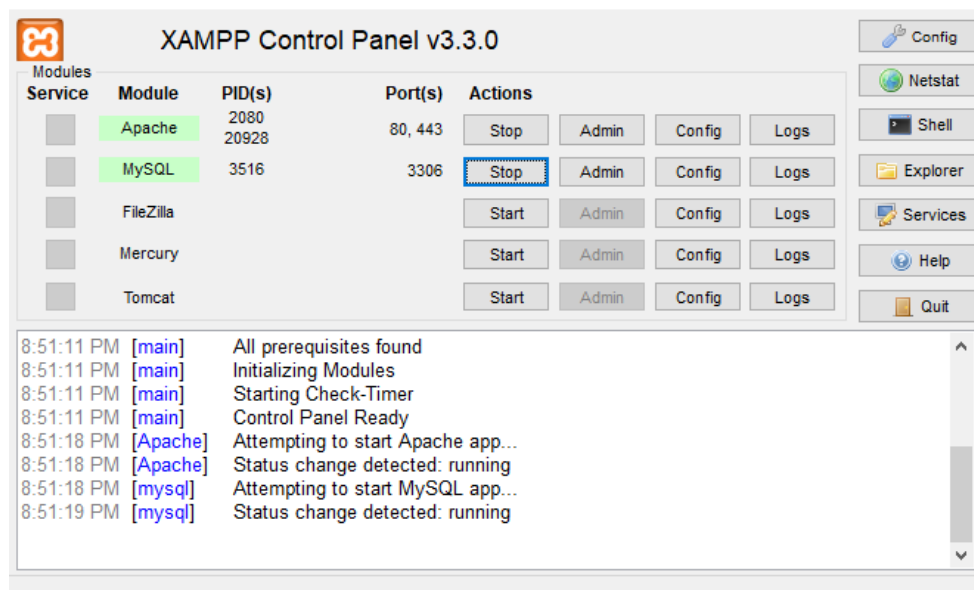 XAMPP Control Panel v3.3.0
Config
Modules
Service Module PID(s) Port(s) Actions
Netstat
Apache 2080 20928 80, 443 Stop Admin Config Logs
Shell
MySQL 3516 3306 Stop Admin Config Logs
Explorer
FileZilla Start Admin Config Logs
Services
Mercury Start Admin Config Logs
Help
Tomcat Start Admin Config Logs
Quit
8:51:11 PM [main] All prerequisites found
8:51:11 PM [main] Initializing Modules
8:51:11 PM [main] Starting Check-Timer
8:51:11 PM [main] Control Panel Ready
8:51:18 PM [Apache] Attempting to start Apache app...
8:51:18 PM [Apache] Status change detected: running
8:51:18 PM [mysql] Attempting to start MySQL app...
8:51:19 PM [mysql] Status change detected: running